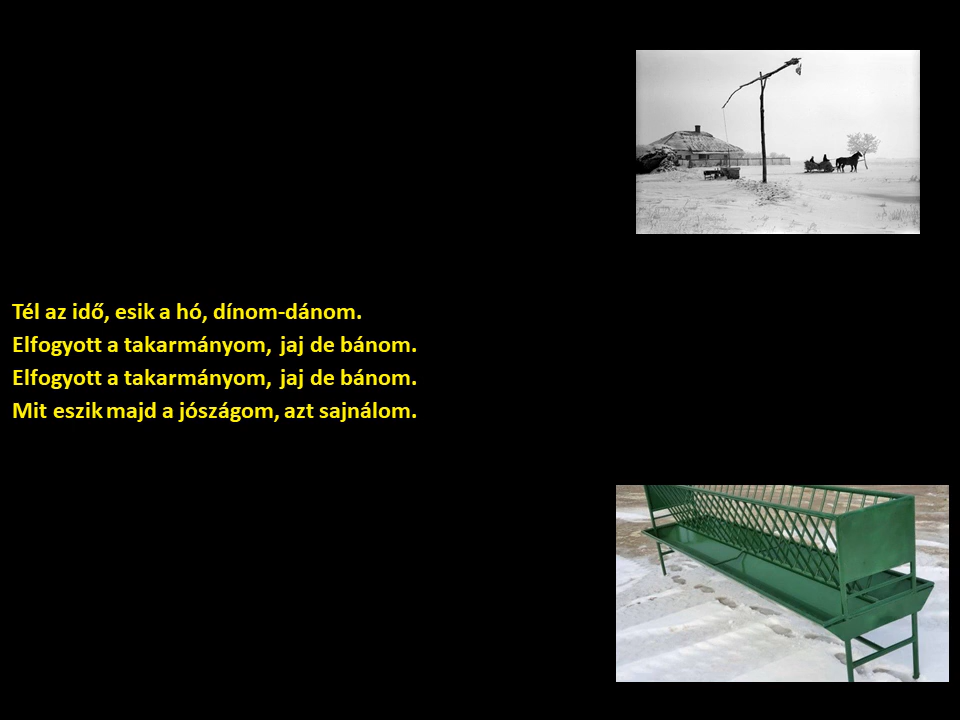 Tél az idő, esik a hó, dínom-dánom.
Elfogyott a takarmányom, jaj de bánom.
Elfogyott a takarmányom, jaj de bánom.
Mit eszik majd a jószágom, azt sajnálom.